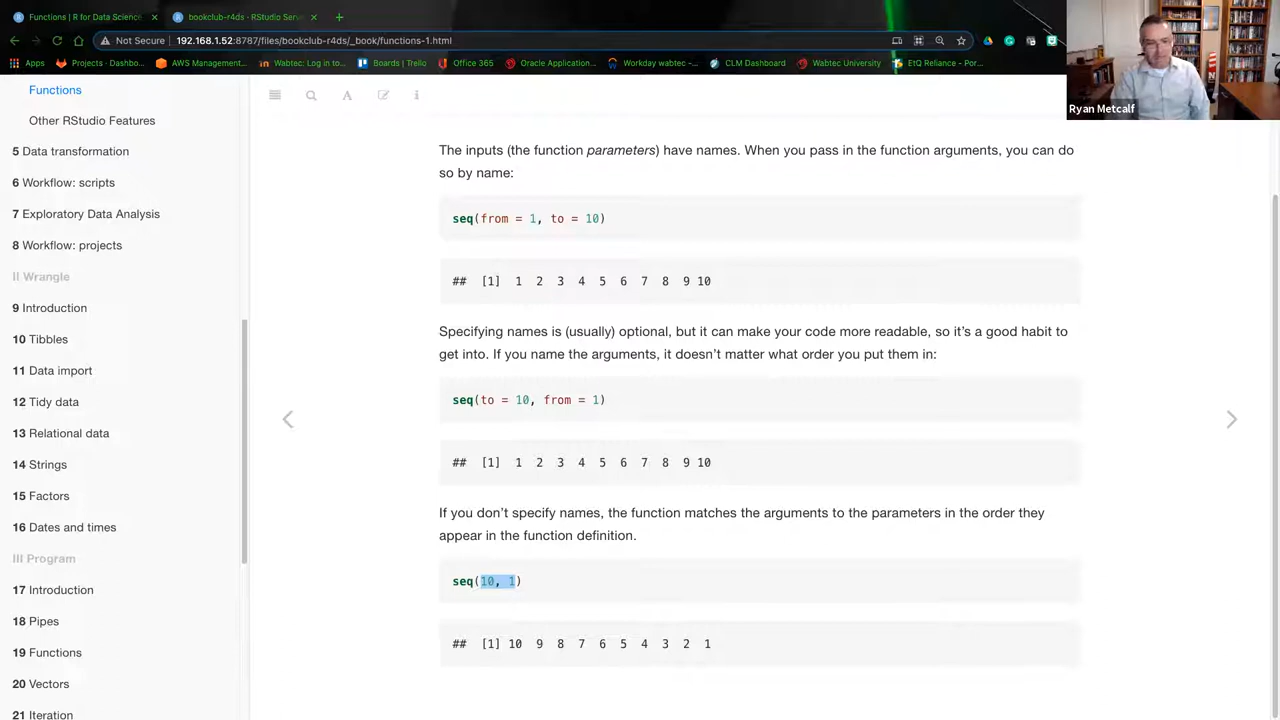 Functions | R for Data Science
bookclub-r4ds - RStudio Serv
Not Secure | 192.168.1.52:8787/files/bookclub-r4ds/_book/functions-1.html
Apps
Projects · Dashbo...
AWS Management...
Wabtec: Log in to...
Boards | Trello
Office 365
Oracle Application...
Workday wabtec -...
CLM Dashboard
Wabtec University
EtQ Reliance - Por...
Ryan Metcalf
Functions
Other RStudio Features
5 Data transformation
6 Workflow: scripts
7 Exploratory Data Analysis
8 Workflow: projects
II Wrangle
9 Introduction
10 Tibbles
11 Data import
12 Tidy data
13 Relational data
14 Strings
15 Factors
16 Dates and times
III Program
17 Introduction
18 Pipes
19 Functions
20 Vectors
21 Iteration
A
i
The inputs (the function parameters) have names. When you pass in the function arguments, you can do
so by name:
seq(from = 1, to = 10)
## [1] 1 2 3 4 5 6 7 8 9 10
Specifying names is (usually) optional, but it can make your code more readable, so it's a good habit to
get into. If you name the arguments, it doesn't matter what order you put them in:
seq(to = 10, from = 1)
## [1] 1 2 3 4 5 6 7 8 9 10
If you don't specify names, the function matches the arguments to the parameters in the order they
appear in the function definition.
seq(10, 1)
## [1] 10 9 8 7 6 5 4 3 2 1